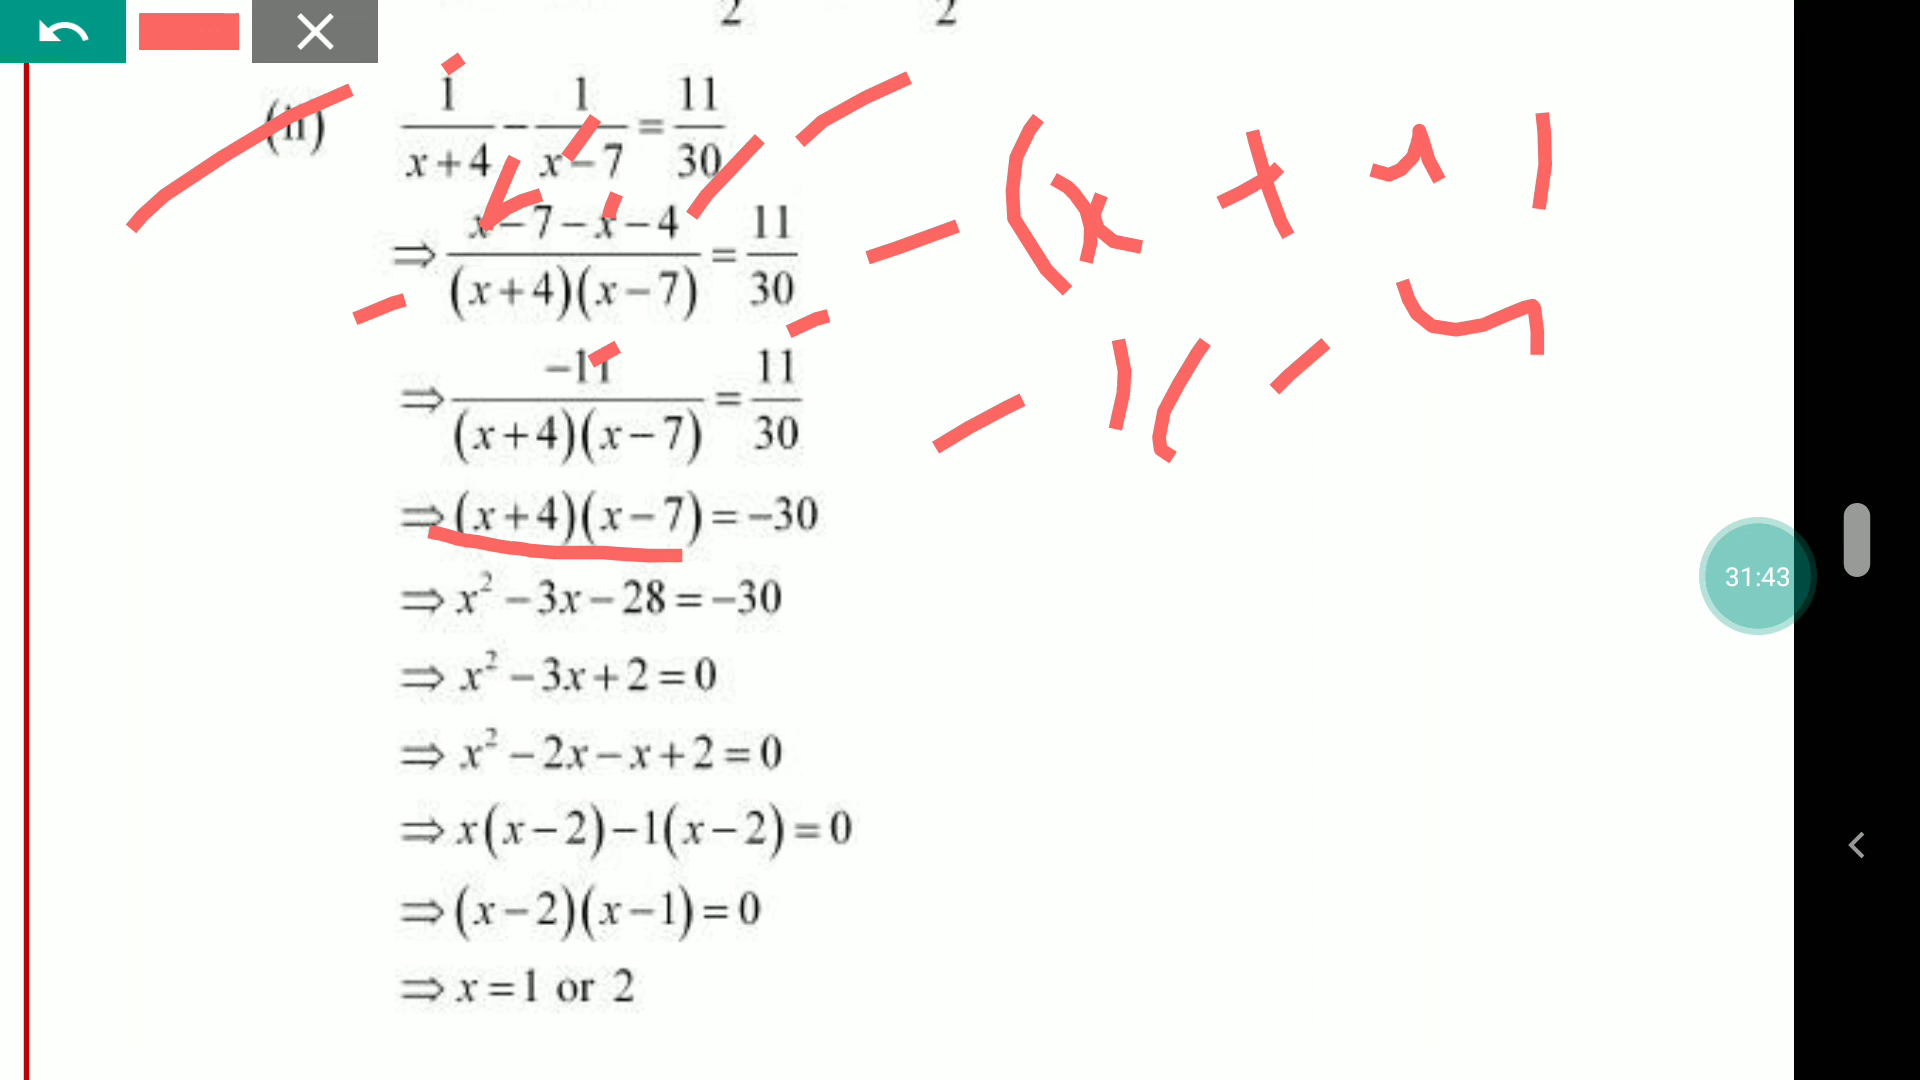 2 2
(ii) 1/(x+4) − 1/(x−7) = 11/30
⇒ (x−7−x−4)/((x+4)(x−7)) = 11/30
⇒ −11/((x+4)(x−7)) = 11/30
⇒ (x+4)(x−7) = −30
⇒ x² − 3x − 28 = −30
⇒ x² − 3x + 2 = 0
⇒ x² − 2x − x + 2 = 0
⇒ x(x−2) − 1(x−2) = 0
⇒ (x−2)(x−1) = 0
⇒ x = 1 or 2
− (x +
31:43